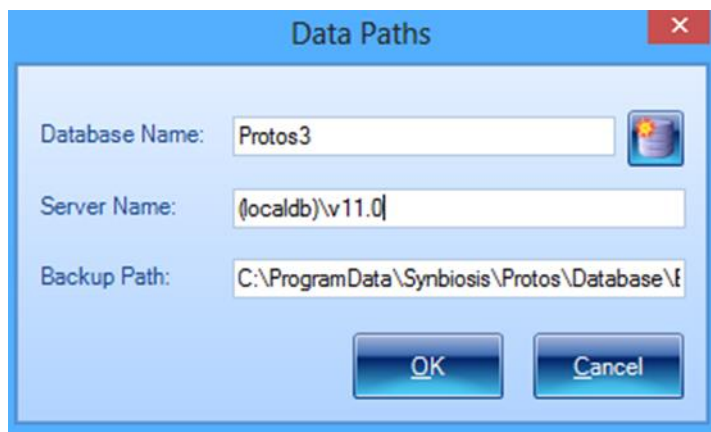 Data Paths
Database Name: Protos3
Server Name: (localdb)\v11.0
Backup Path: C:\ProgramData\Synbiosis\Protos\Database\
OK Cancel